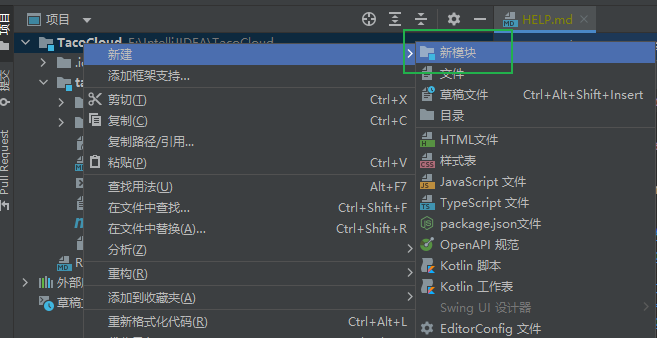 项目
HELP.md
项目
TacoCloud E:\IntelliJIDEA\TacoCloud
提交
Pull Request
新建
添加框架支持...
剪切(T) Ctrl+X
复制(C) Ctrl+C
复制路径/引用...
粘贴(P) Ctrl+V
查找用法(U) Alt+F7
在文件中查找... Ctrl+Shift+F
在文件中替换(A)... Ctrl+Shift+R
分析(Z)
重构(R)
添加到收藏夹(A)
重新格式化代码(R) Ctrl+Alt+L
新模块
文件
草稿文件 Ctrl+Alt+Shift+Insert
目录
HTML文件
样式表
JavaScript 文件
TypeScript 文件
package.json文件
OpenAPI 规范
Kotlin 脚本
Kotlin 工作表
Swing UI 设计器
EditorConfig 文件
外部
草稿